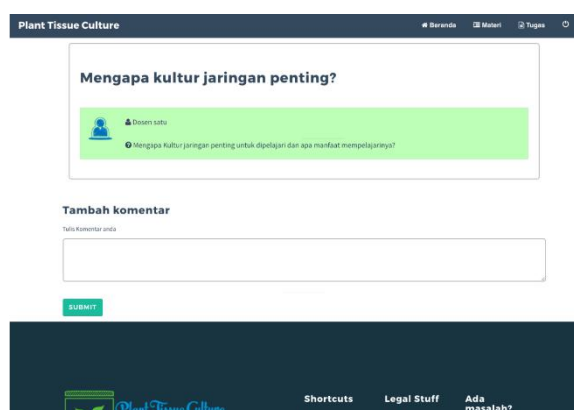 Plant Tissue Culture
Beranda
Materi
Tugas
Mengapa kultur jaringan penting?
Dosen satu
Mengapa Kultur jaringan penting untuk dipelajari dan apa manfaat mempelajarinya?
Tambah komentar
Tulis Komentar anda
SUBMIT
Plant Tissue Culture
Shortcuts
Legal Stuff
Ada
masalah?